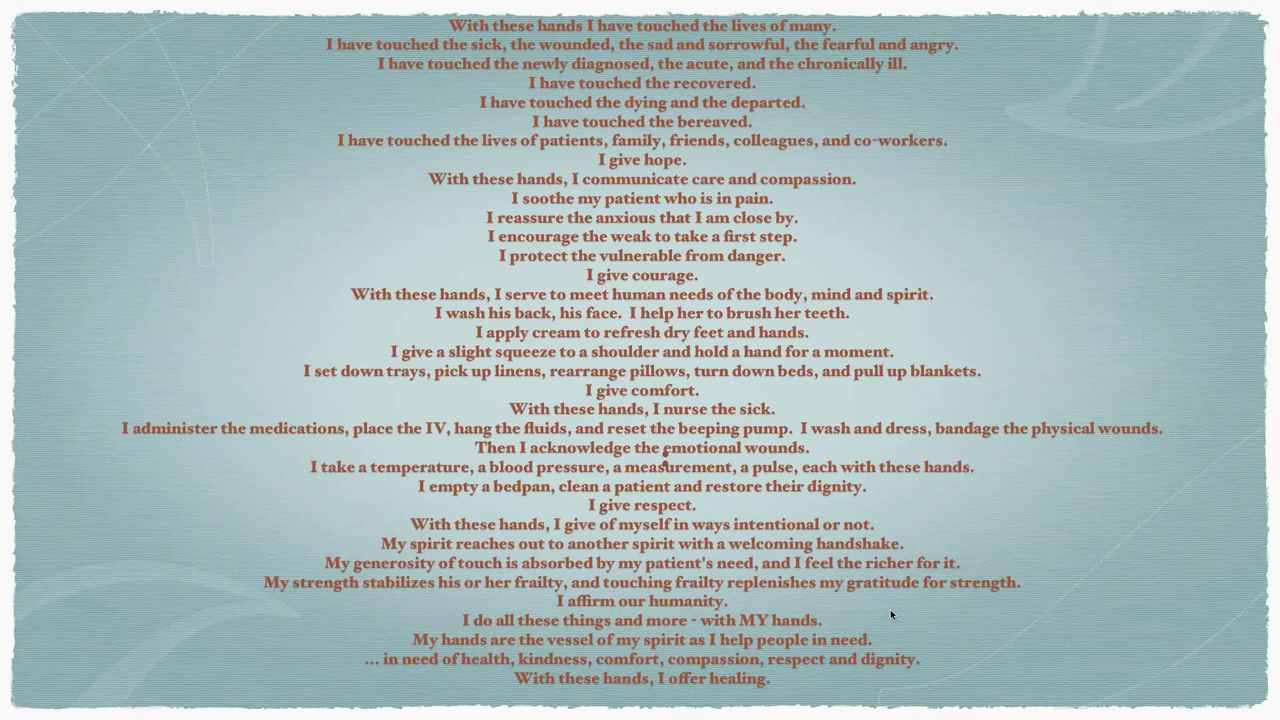 With these hands I have touched the lives of many.
I have touched the sick, the wounded, the sad and sorrowful, the fearful and angry.
I have touched the newly diagnosed, the acute, and the chronically ill.
I have touched the recovered.
I have touched the dying and the departed.
I have touched the bereaved.
I have touched the lives of patients, family, friends, colleagues, and co-workers.
I give hope.
With these hands, I communicate care and compassion.
I soothe my patient who is in pain.
I reassure the anxious that I am close by.
I encourage the weak to take a first step.
I protect the vulnerable from danger.
I give courage.
With these hands, I serve to meet human needs of the body, mind and spirit.
I wash his back, his face.  I help her to brush her teeth.
I apply cream to refresh dry feet and hands.
I give a slight squeeze to a shoulder and hold a hand for a moment.
I set down trays, pick up linens, rearrange pillows, turn down beds, and pull up blankets.
I give comfort.
With these hands, I nurse the sick.
I administer the medications, place the IV, hang the fluids, and reset the beeping pump.  I wash and dress, bandage the physical wounds.
Then I acknowledge the emotional wounds.
I take a temperature, a blood pressure, a measurement, a pulse, each with these hands.
I empty a bedpan, clean a patient and restore their dignity.
I give respect.
With these hands, I give of myself in ways intentional or not.
My spirit reaches out to another spirit with a welcoming handshake.
My generosity of touch is absorbed by my patient's need, and I feel the richer for it.
My strength stabilizes his or her frailty, and touching frailty replenishes my gratitude for strength.
I affirm our humanity.
I do all these things and more - with MY hands.
My hands are the vessel of my spirit as I help people in need.
... in need of health, kindness, comfort, compassion, respect and dignity.
With these hands, I offer healing.